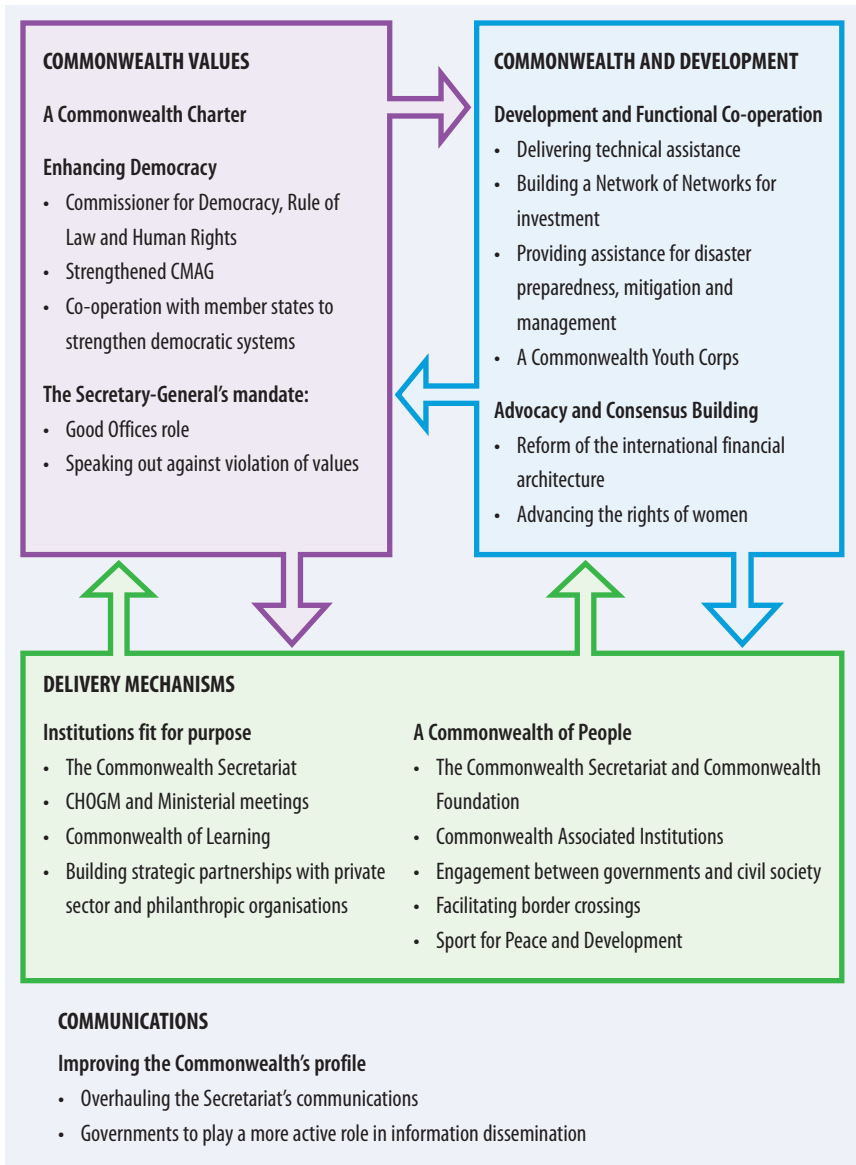 COMMONWEALTH VALUES
A Commonwealth Charter
Enhancing Democracy
• Commissioner for Democracy, Rule of
Law and Human Rights
• Strengthened CMAG
• Co-operation with member states to
strengthen democratic systems
The Secretary-General’s mandate:
• Good Offices role
• Speaking out against violation of values
COMMONWEALTH AND DEVELOPMENT
Development and Functional Co-operation
• Delivering technical assistance
• Building a Network of Networks for
investment
• Providing assistance for disaster
preparedness, mitigation and
management
• A Commonwealth Youth Corps
Advocacy and Consensus Building
• Reform of the international financial
architecture
• Advancing the rights of women
DELIVERY MECHANISMS
Institutions fit for purpose
• The Commonwealth Secretariat
• CHOGM and Ministerial meetings
• Commonwealth of Learning
• Building strategic partnerships with private
sector and philanthropic organisations
A Commonwealth of People
• The Commonwealth Secretariat and Commonwealth
Foundation
• Commonwealth Associated Institutions
• Engagement between governments and civil society
• Facilitating border crossings
• Sport for Peace and Development
COMMUNICATIONS
Improving the Commonwealth’s profile
• Overhauling the Secretariat’s communications
• Governments to play a more active role in information dissemination